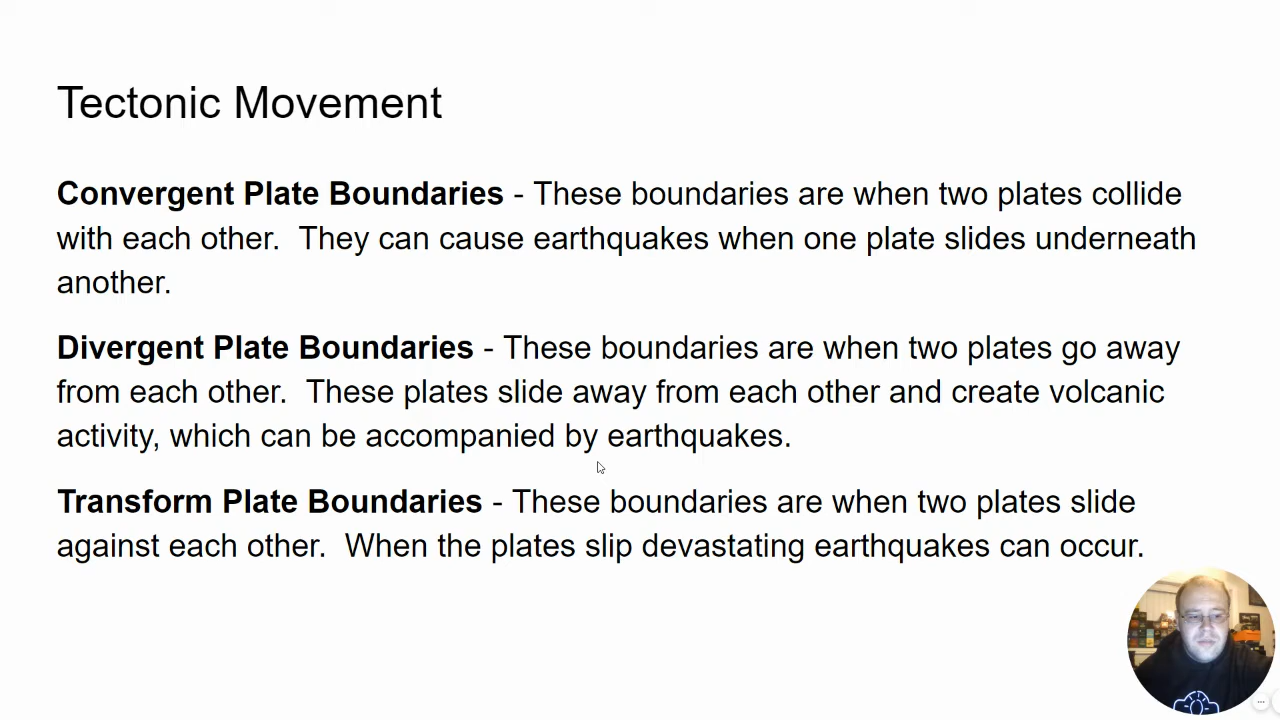 Tectonic Movement
Convergent Plate Boundaries - These boundaries are when two plates collide
with each other.  They can cause earthquakes when one plate slides underneath
another.
Divergent Plate Boundaries - These boundaries are when two plates go away
from each other.  These plates slide away from each other and create volcanic
activity, which can be accompanied by earthquakes.
Transform Plate Boundaries - These boundaries are when two plates slide
against each other.  When the plates slip devastating earthquakes can occur.